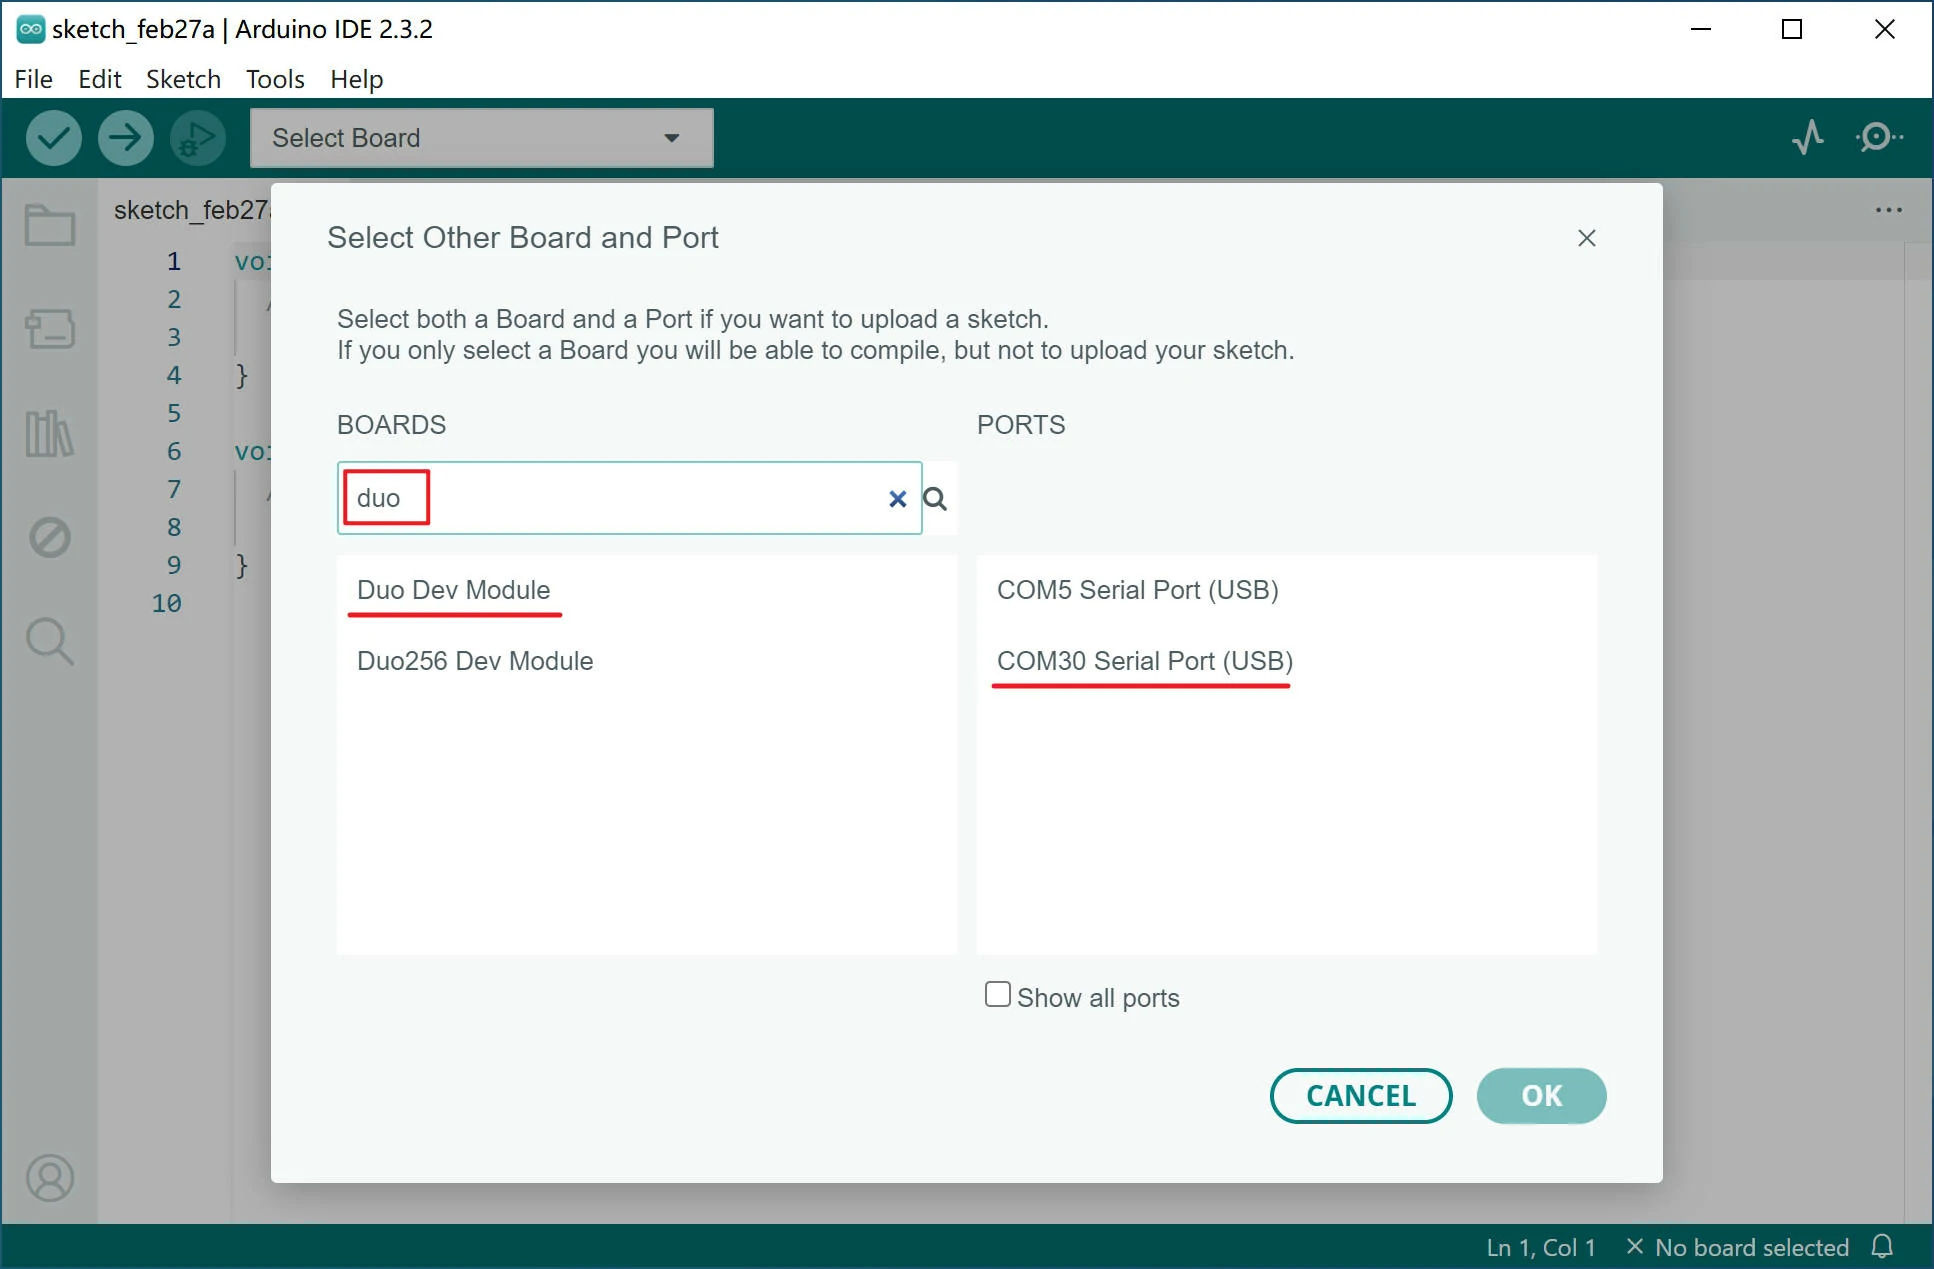 sketch_feb27a | Arduino IDE 2.3.2
File Edit Sketch Tools Help
Select Board
sketch_feb27a
Select Other Board and Port
Select both a Board and a Port if you want to upload a sketch.
If you only select a Board you will be able to compile, but not to upload your sketch.
BOARDS
PORTS
duo
Duo Dev Module
Duo256 Dev Module
COM5 Serial Port (USB)
COM30 Serial Port (USB)
Show all ports
CANCEL
OK
1 voi
2 /
3
4 }
5
6 voi
7 /
8
9 }
10
Ln 1, Col 1
No board selected